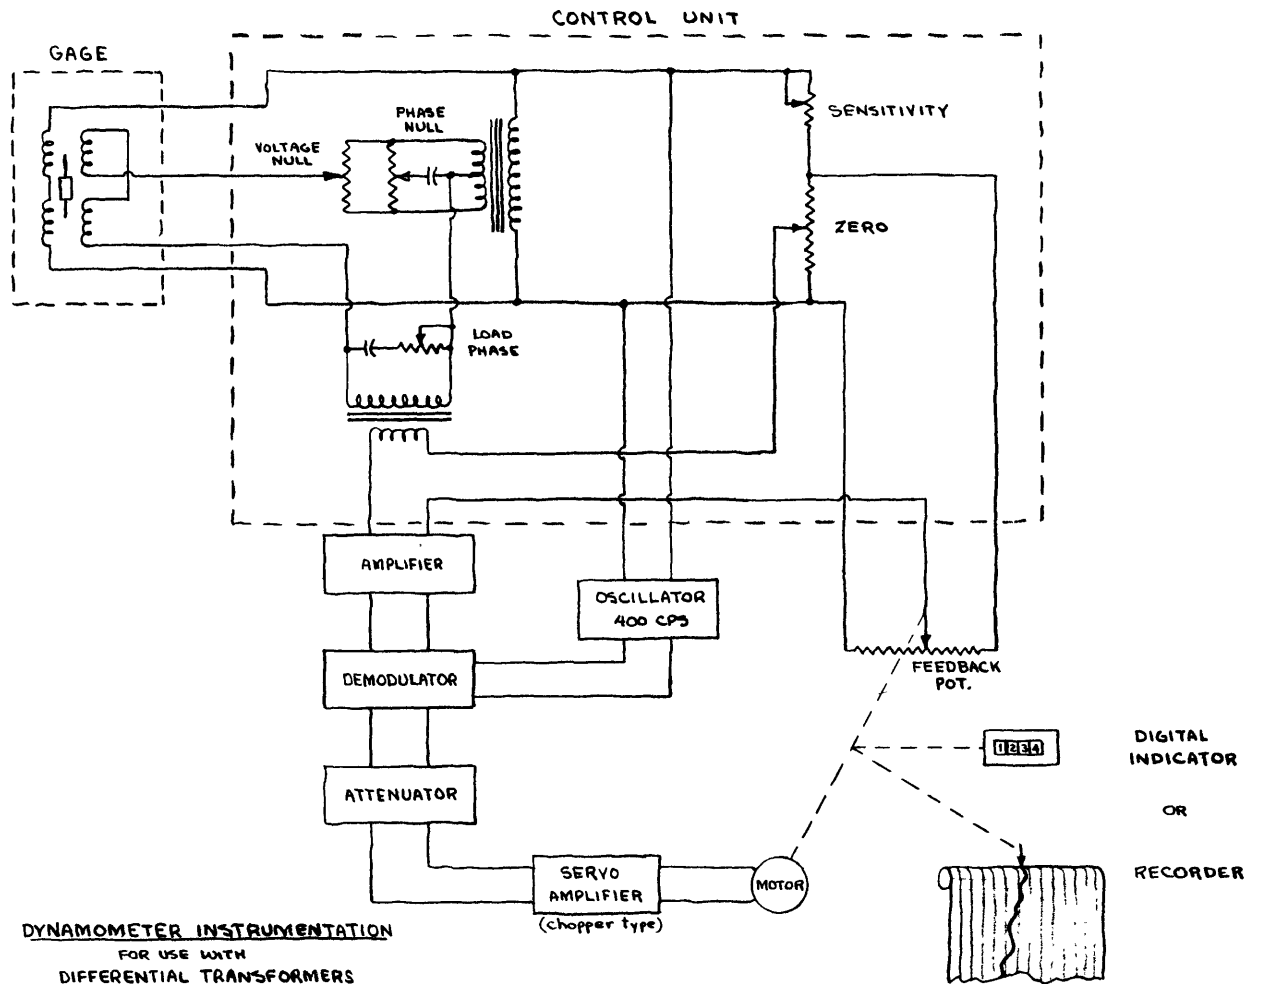 CONTROL UNIT
GAGE
PHASE
NULL
SENSITIVITY
VOLTAGE
NULL
ZERO
LOAD
PHASE
AMPLIFIER
OSCILLATOR
400 CPS
DEMODULATOR
FEEDBACK
POT.
1234
DIGITAL
INDICATOR
ATTENUATOR
OR
SERVO
AMPLIFIER
MOTOR
RECORDER
(chopper type)
DYNAMOMETER INSTRUMENTATION
FOR USE WITH
DIFFERENTIAL TRANSFORMERS